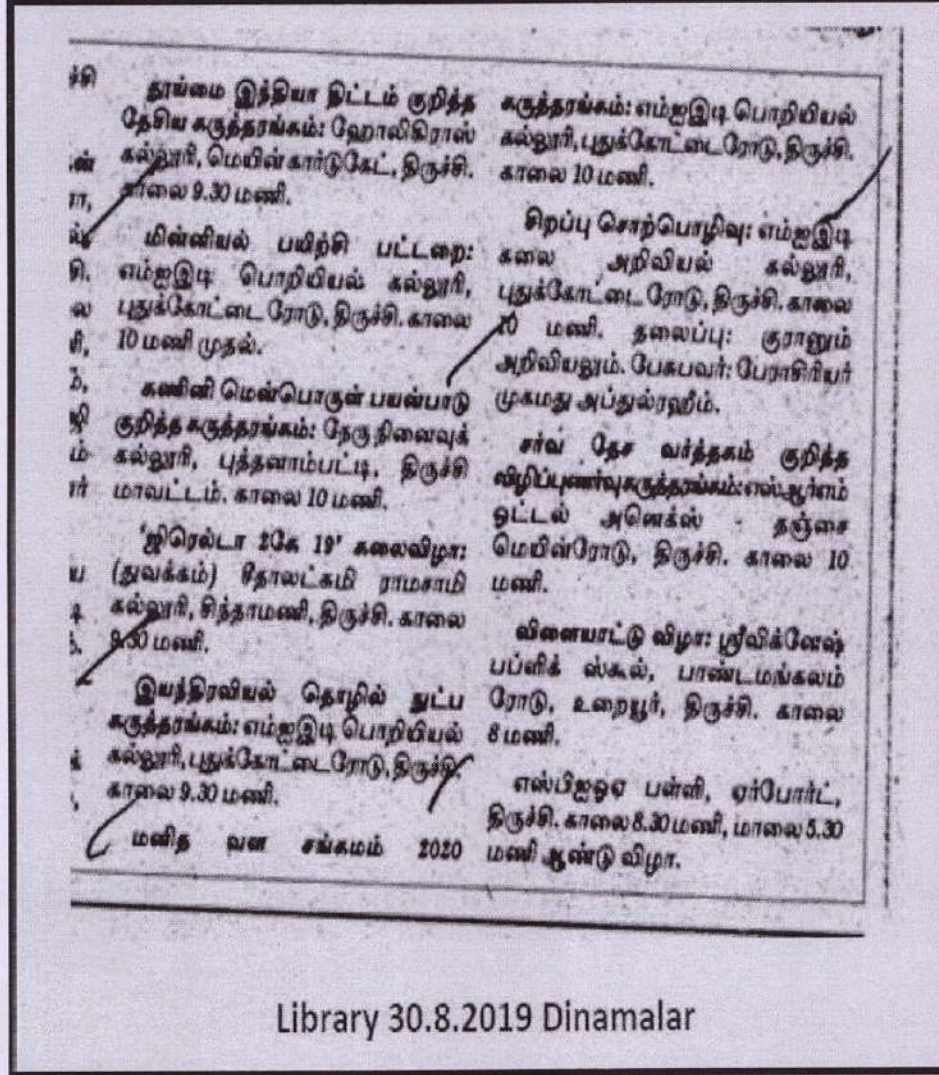 தூய்மை இந்தியா திட்டம் குறித்த
தேசிய கருத்தரங்கம்: ஹோலிகிராஸ்
கல்லூரி, மெயின்கார்டுகேட், திருச்சி.
காலை 9.30 மணி.
மின்னியல் பயிற்சி பட்டறை:
எம்ஐஇடி பொறியியல் கல்லூரி,
புதுக்கோட்டை ரோடு, திருச்சி. காலை
10 மணி முதல்.
கணினி மென்பொருள் பயன்பாடு
குறித்த கருத்தரங்கம்: நேரு நினைவுக்
கல்லூரி, புத்தனாம்பட்டி, திருச்சி
மாவட்டம். காலை 10 மணி.
'ஜிரெல்டா 2கே 19' கலைவிழா:
(துவக்கம்) சீதாலட்சுமி ராமசாமி
கல்லூரி, சிந்தாமணி, திருச்சி. காலை
9.30 மணி.
இயந்திரவியல் தொழில் நுட்ப
கருத்தரங்கம்: எம்ஐஇடி பொறியியல்
கல்லூரி, புதுக்கோட்டை ரோடு, திருச்சி.
காலை 9.30 மணி.
மனித வள சங்கமம் 2020
கருத்தரங்கம்: எம்ஐஇடி பொறியியல்
கல்லூரி, புதுக்கோட்டை ரோடு, திருச்சி.
காலை 10 மணி.
சிறப்பு சொற்பொழிவு: எம்ஐஇடி
கலை அறிவியல் கல்லூரி,
புதுக்கோட்டை ரோடு, திருச்சி. காலை
10 மணி. தலைப்பு: குரானும்
அறிவியலும். பேசுபவர்: பேராசிரியர்
முகமது அப்துல்ரஹீம்.
சர்வ தேச வர்த்தகம் குறித்த
விழிப்புணர்வு கருத்தரங்கம்: எஸ்ஆர்எம்
ஓட்டல் அனெக்ஸ் - தஞ்சை
மெயின்ரோடு, திருச்சி. காலை 10
மணி.
விளையாட்டு விழா: ஸ்ரீவிக்னேஷ்
பப்ளிக் ஸ்கூல், பாண்டமங்கலம்
ரோடு, உறையூர், திருச்சி. காலை
8 மணி.
எஸ்பிஐஓஏ பள்ளி, ஏர்போர்ட்,
திருச்சி. காலை 8.30 மணி, மாலை 5.30
மணி ஆண்டு விழா.
Library 30.8.2019 Dinamalar